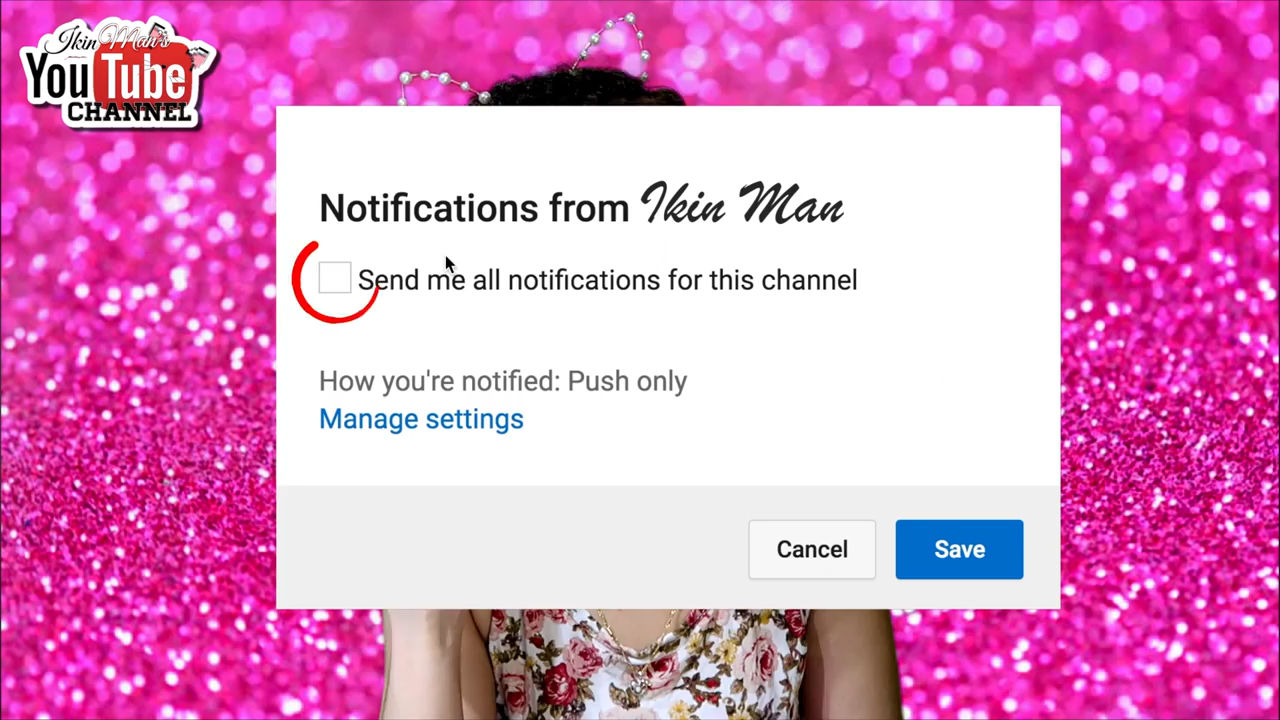 Ikin Man's
YouTube
CHANNEL
Notifications from Ikin Man
Send me all notifications for this channel
How you're notified: Push only
Manage settings
Cancel
Save